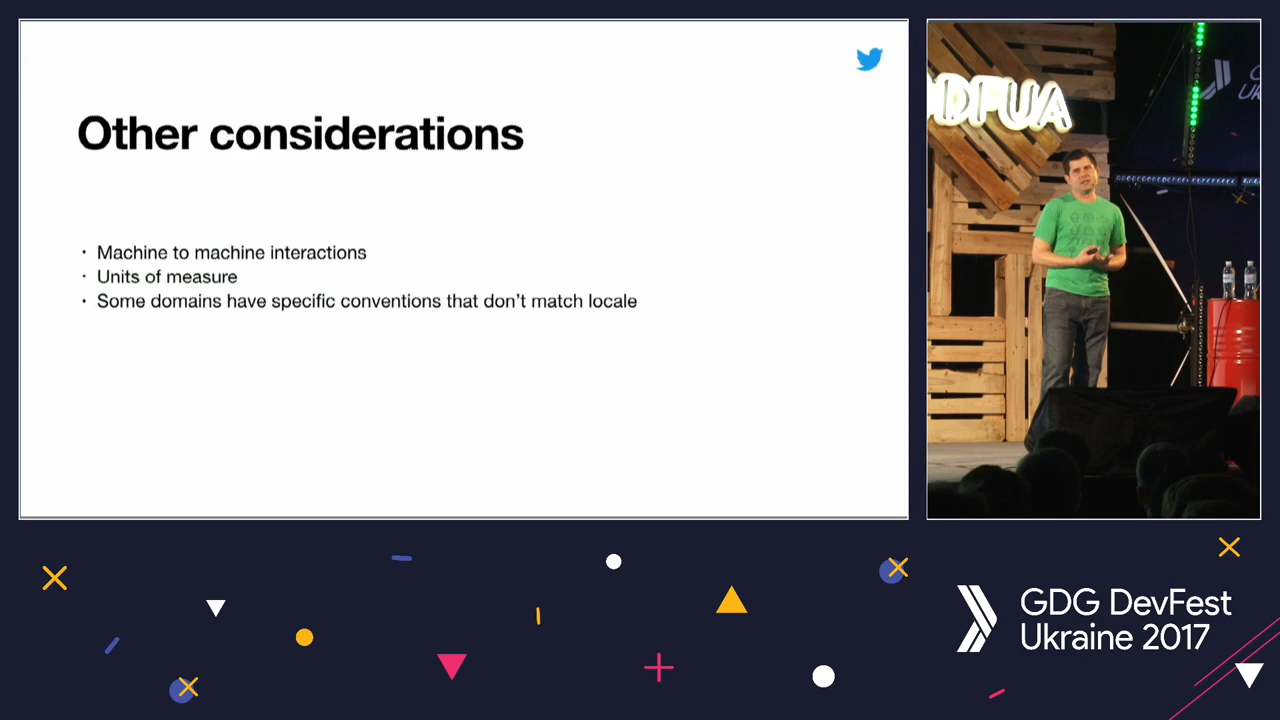 Other considerations
· Machine to machine interactions
· Units of measure
· Some domains have specific conventions that don't match locale
DFUA
GDG DevFest
Ukraine 2017